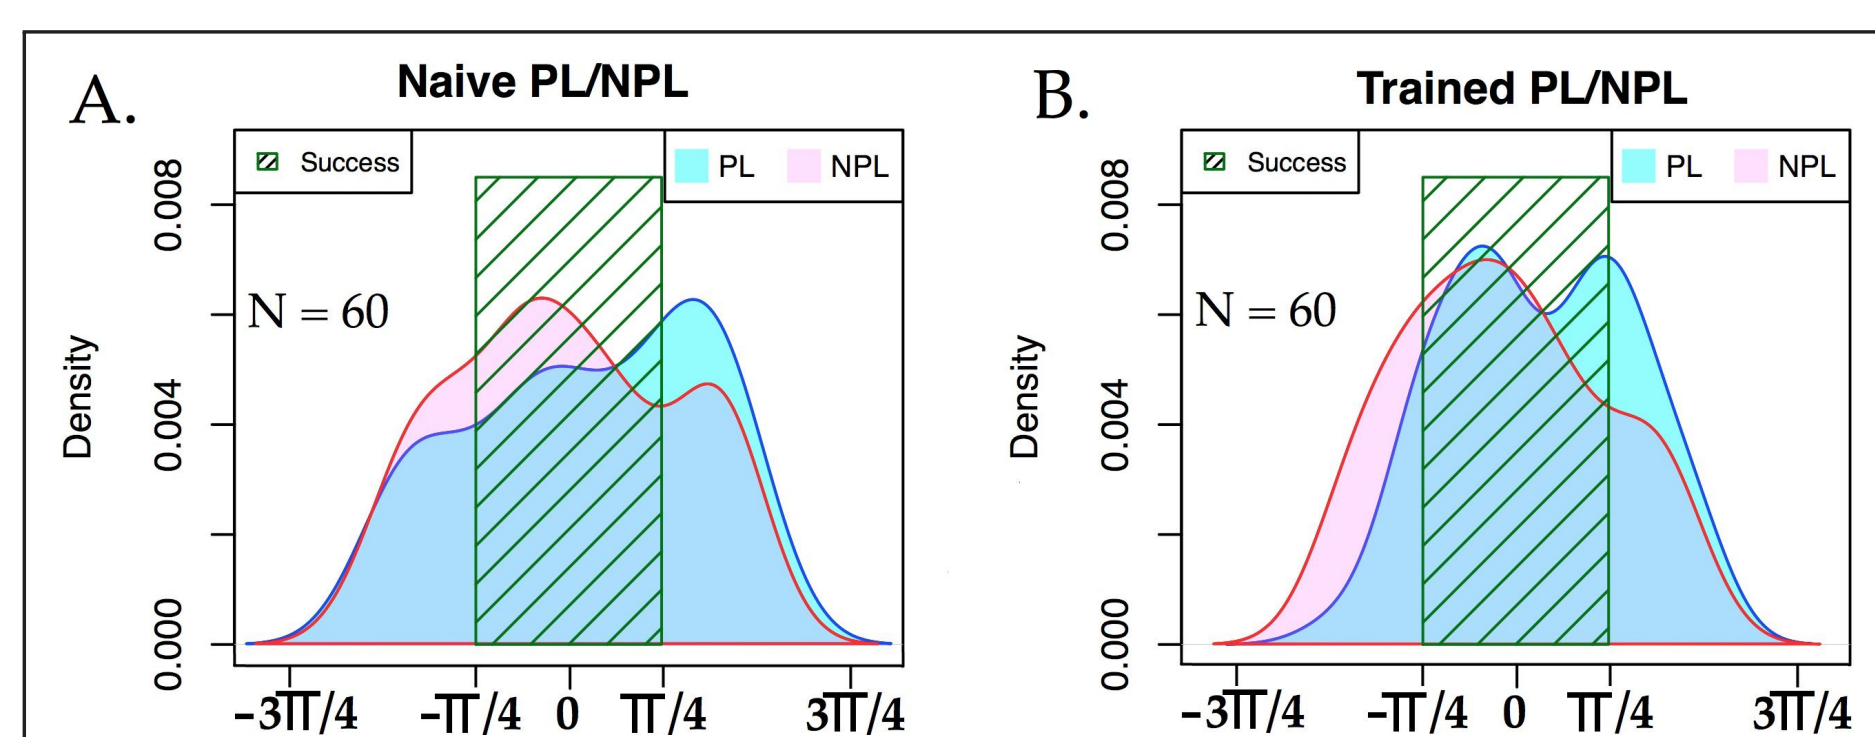 A.
Naive PL/NPL
Success
PL
NPL
N = 60
Density
0.000
0.004
0.008
-3π/4
-π/4
0
π/4
3π/4
B.
Trained PL/NPL
Success
PL
NPL
N = 60
Density
0.000
0.004
0.008
-3π/4
-π/4
0
π/4
3π/4